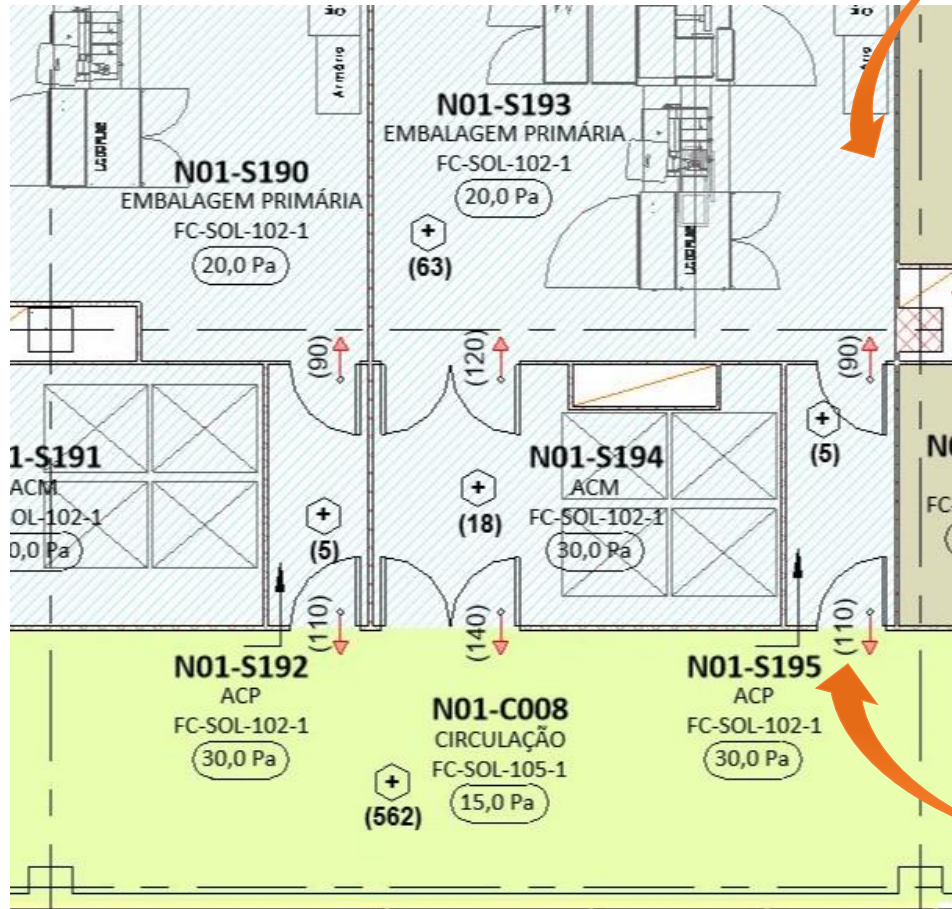 Armário
N01-S193
EMBALAGEM PRIMÁRIA
FC-SOL-102-1
20,0 Pa
+
(63)
N01-S190
EMBALAGEM PRIMÁRIA
FC-SOL-102-1
20,0 Pa
(90)
(120)
(90)
1-S191
ACM
OL-102-1
0,0 Pa
+
(5)
+
(18)
N01-S194
ACM
FC-SOL-102-1
30,0 Pa
+
(5)
FC-
(110)
(140)
(110)
N01-S192
ACP
FC-SOL-102-1
30,0 Pa
N01-C008
CIRCULAÇÃO
FC-SOL-105-1
15,0 Pa
+
(562)
N01-S195
ACP
FC-SOL-102-1
30,0 Pa